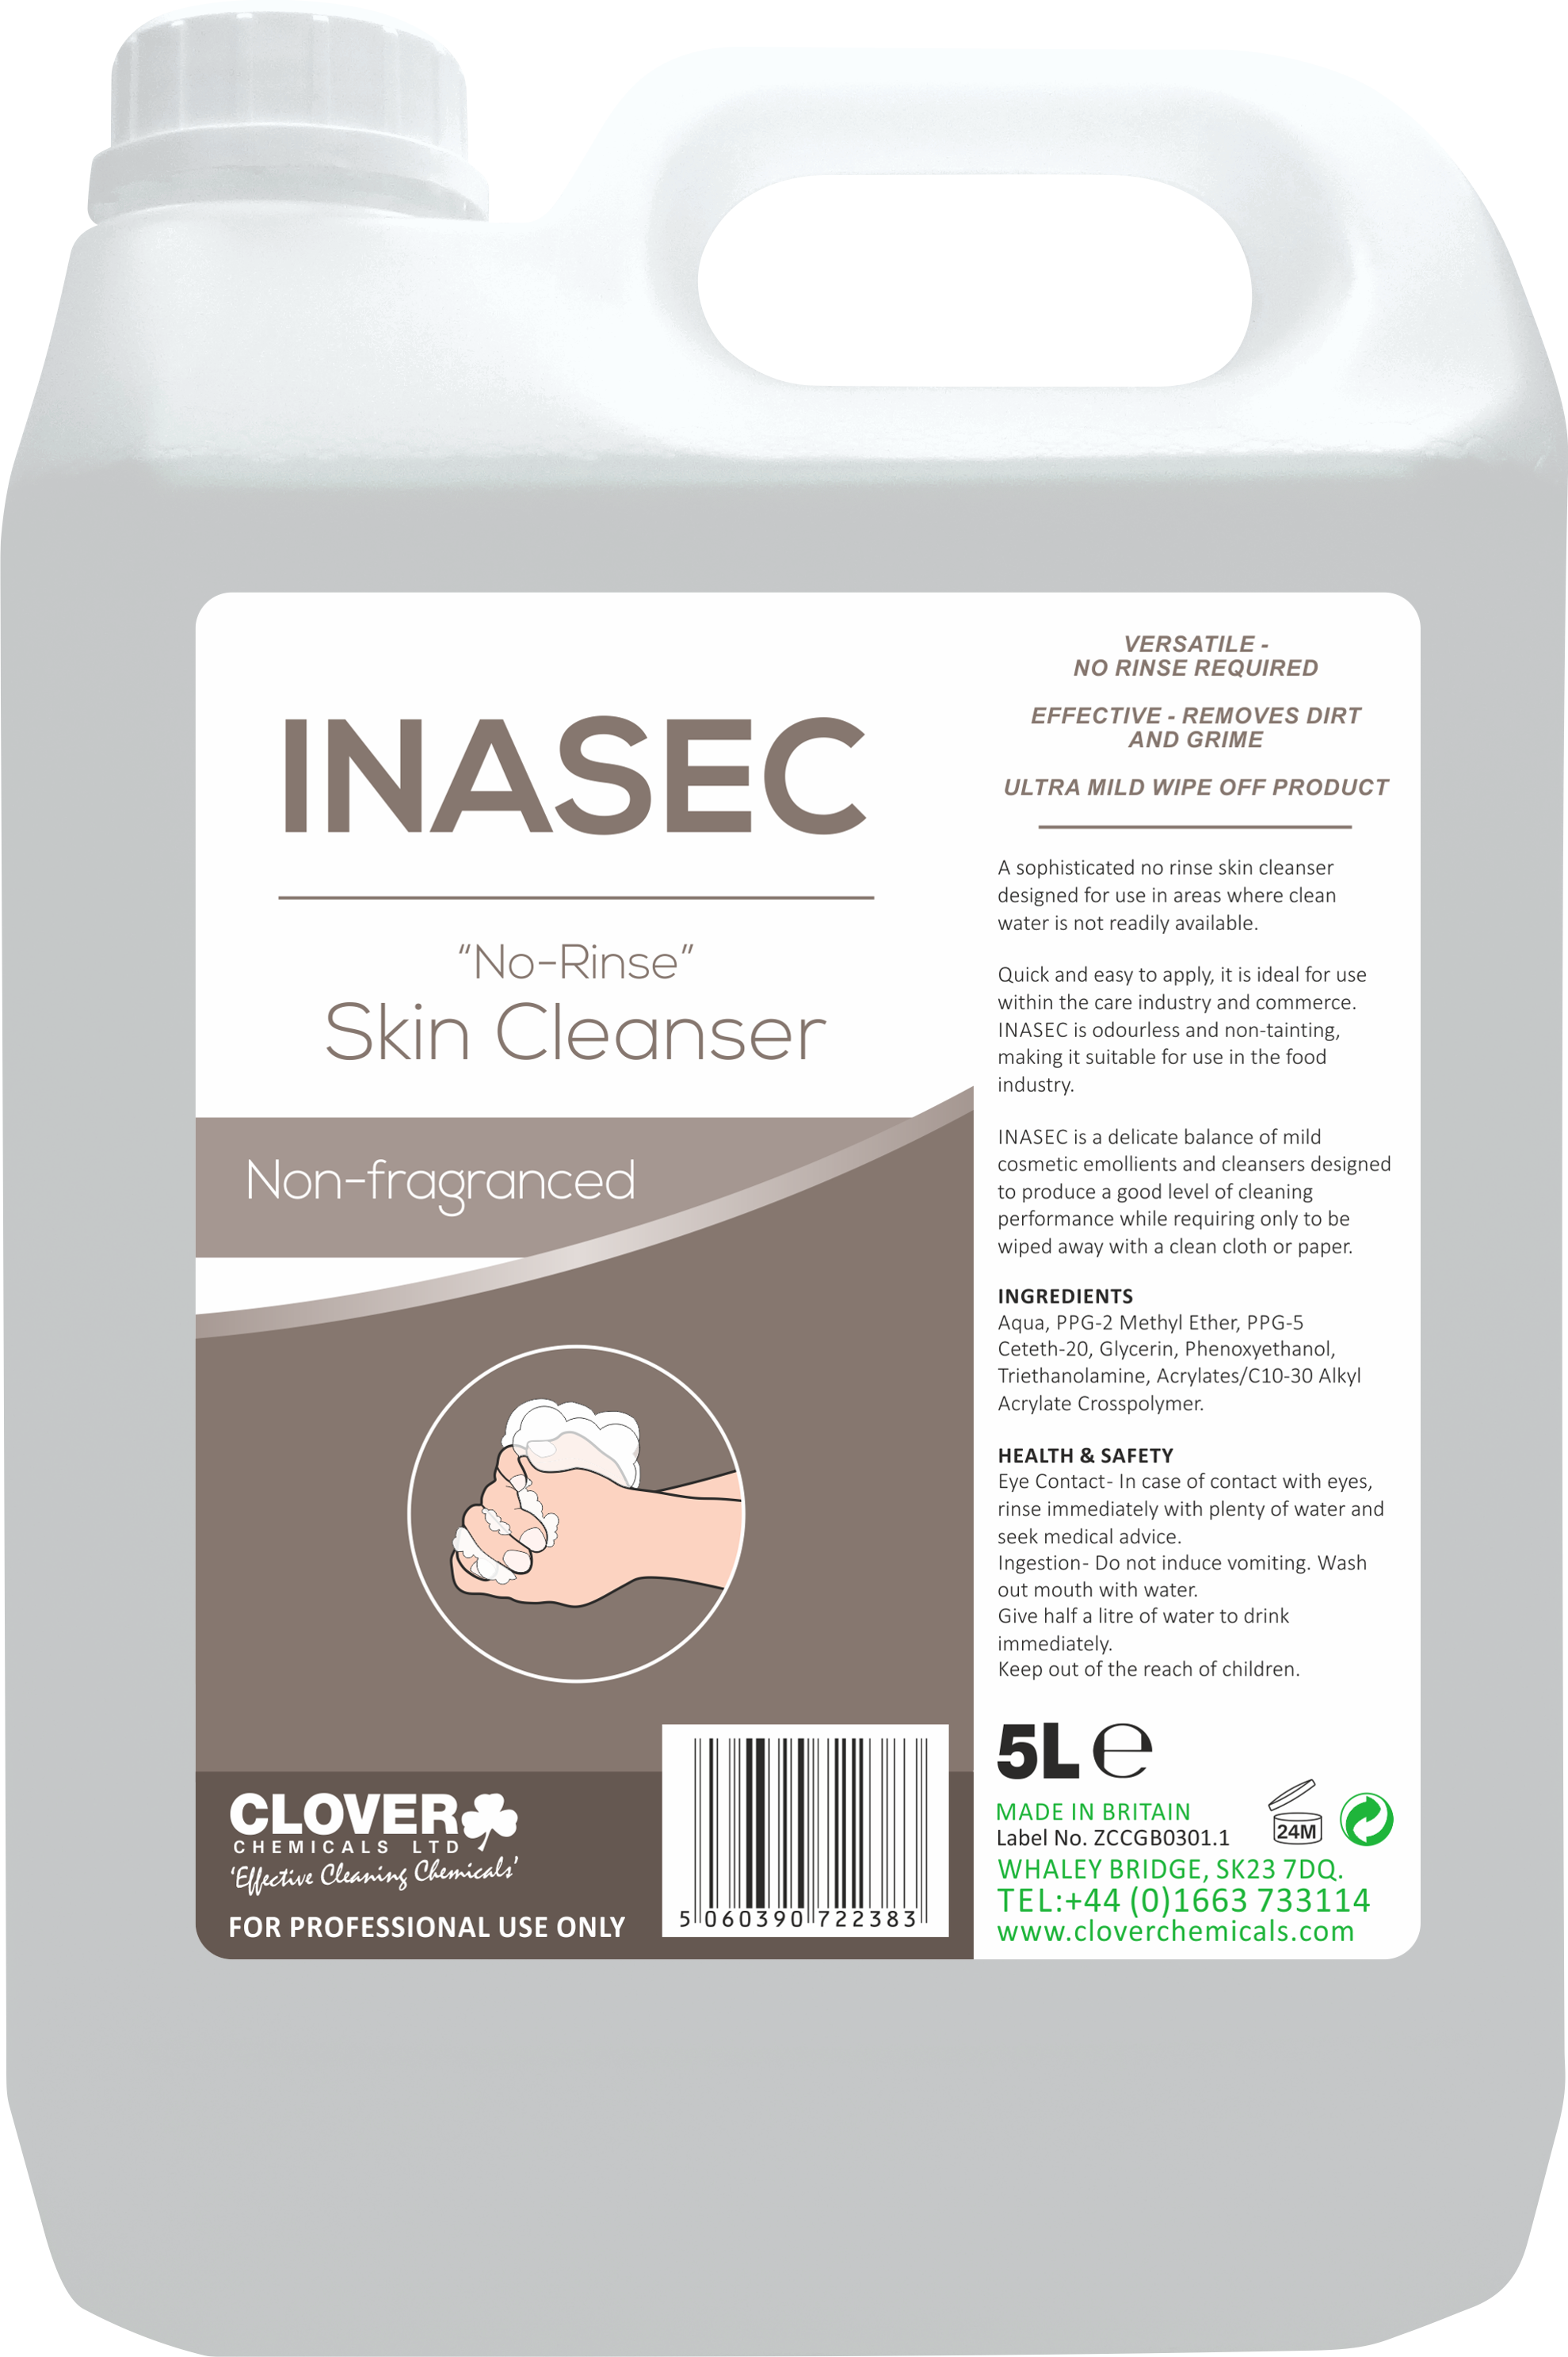 INASEC
“No-Rinse”
Skin Cleanser
Non-fragranced
CLOVER
CHEMICALS LTD
‘Effective Cleaning Chemicals’
FOR PROFESSIONAL USE ONLY
5 060390 722383
VERSATILE -
NO RINSE REQUIRED
EFFECTIVE - REMOVES DIRT
AND GRIME
ULTRA MILD WIPE OFF PRODUCT
A sophisticated no rinse skin cleanser
designed for use in areas where clean
water is not readily available.
Quick and easy to apply, it is ideal for use
within the care industry and commerce.
INASEC is odourless and non-tainting,
making it suitable for use in the food
industry.
INASEC is a delicate balance of mild
cosmetic emollients and cleansers designed
to produce a good level of cleaning
performance while requiring only to be
wiped away with a clean cloth or paper.
INGREDIENTS
Aqua, PPG-2 Methyl Ether, PPG-5
Ceteth-20, Glycerin, Phenoxyethanol,
Triethanolamine, Acrylates/C10-30 Alkyl
Acrylate Crosspolymer.
HEALTH & SAFETY
Eye Contact- In case of contact with eyes,
rinse immediately with plenty of water and
seek medical advice.
Ingestion- Do not induce vomiting. Wash
out mouth with water.
Give half a litre of water to drink
immediately.
Keep out of the reach of children.
5L ℮
MADE IN BRITAIN
Label No. ZCCGB0301.1
24M
WHALEY BRIDGE, SK23 7DQ.
TEL:+44 (0)1663 733114
www.cloverchemicals.com